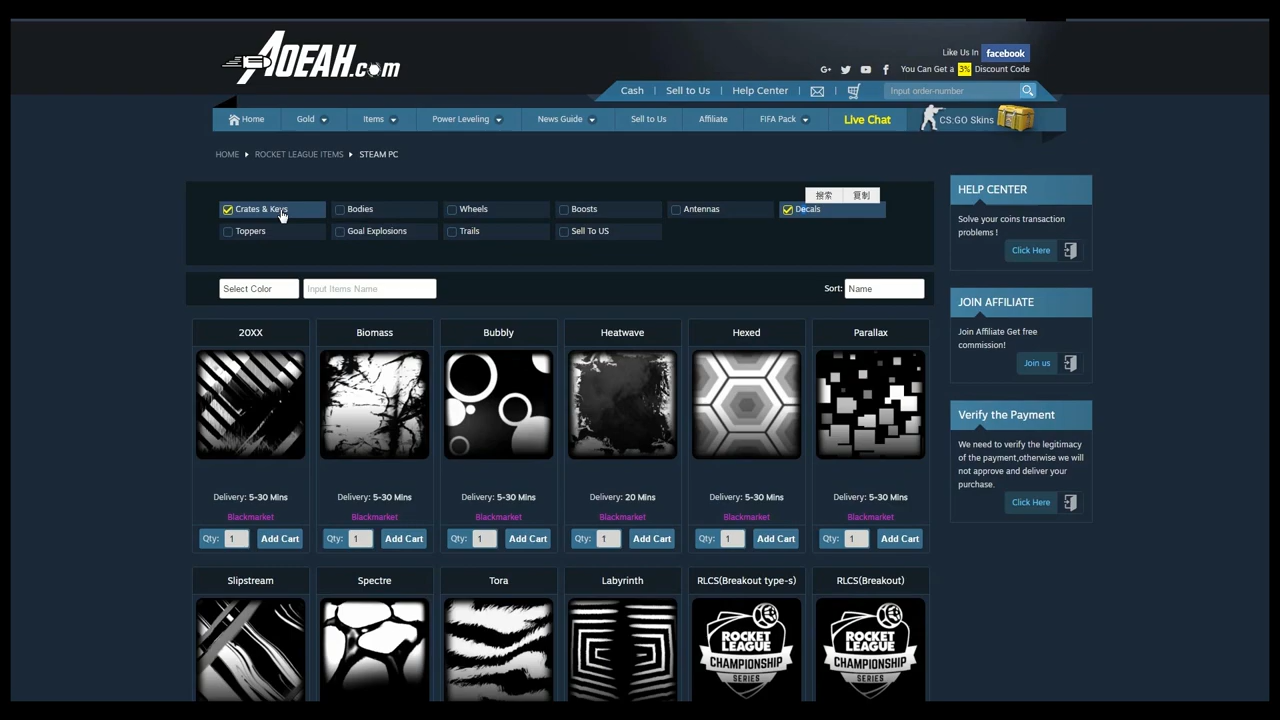 AOEAH.com
Like Us In facebook
G+ You Can Get a 3% Discount Code
Cash | Sell to Us | Help Center | | Input order-number
Home Gold Items Power Leveling News Guide Sell to Us Affiliate FIFA Pack Live Chat CS:GO Skins
HOME ROCKET LEAGUE ITEMS STEAM PC
搜索 复制
Crates & Keys Bodies Wheels Boosts Antennas Decals
Toppers Goal Explosions Trails Sell To US
Select Color Input Items Name Sort: Name
20XX Biomass Bubbly Heatwave Hexed Parallax
Delivery: 5-30 Mins Delivery: 5-30 Mins Delivery: 5-30 Mins Delivery: 20 Mins Delivery: 5-30 Mins Delivery: 5-30 Mins
Blackmarket Blackmarket Blackmarket Blackmarket Blackmarket Blackmarket
Qty: 1 Add Cart Qty: 1 Add Cart Qty: 1 Add Cart Qty: 1 Add Cart Qty: 1 Add Cart Qty: 1 Add Cart
Slipstream Spectre Tora Labyrinth RLCS(Breakout type-s) RLCS(Breakout)
ROCKET LEAGUE CHAMPIONSHIP SERIES
ROCKET LEAGUE CHAMPIONSHIP SERIES
HELP CENTER
Solve your coins transaction
problems !
Click Here
JOIN AFFILIATE
Join Affiliate Get free
commission!
Join us
Verify the Payment
We need to verify the legitimacy
of the payment,otherwise we will
not approve and deliver your
purchase.
Click Here